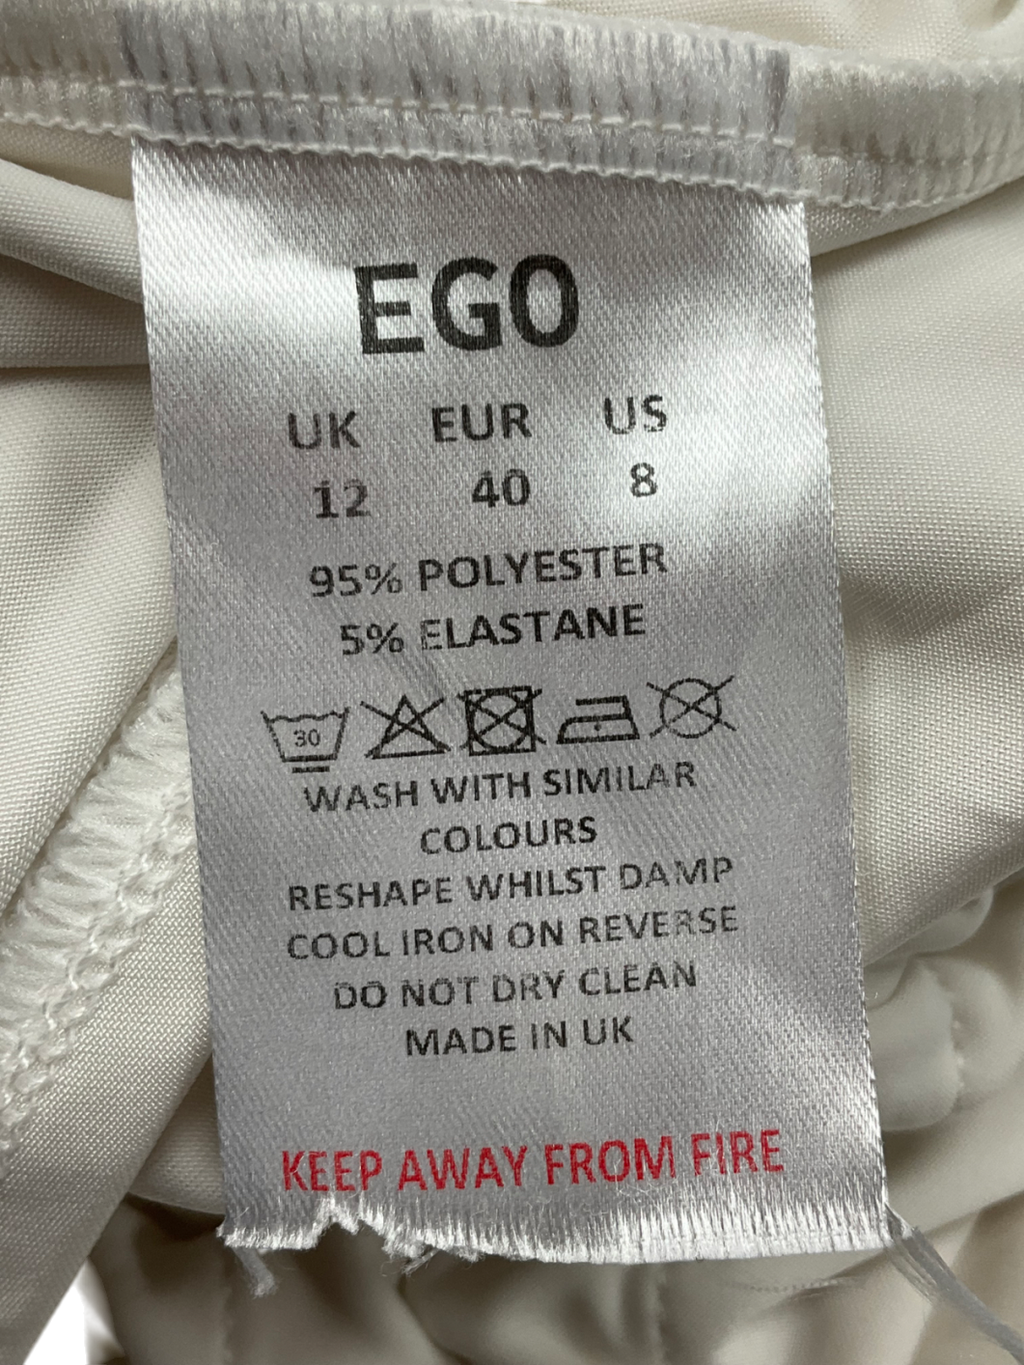 EGO
UK EUR US
12 40 8
95% POLYESTER
5% ELASTANE
30
WASH WITH SIMILAR
COLOURS
RESHAPE WHILST DAMP
COOL IRON ON REVERSE
DO NOT DRY CLEAN
MADE IN UK
KEEP AWAY FROM FIRE